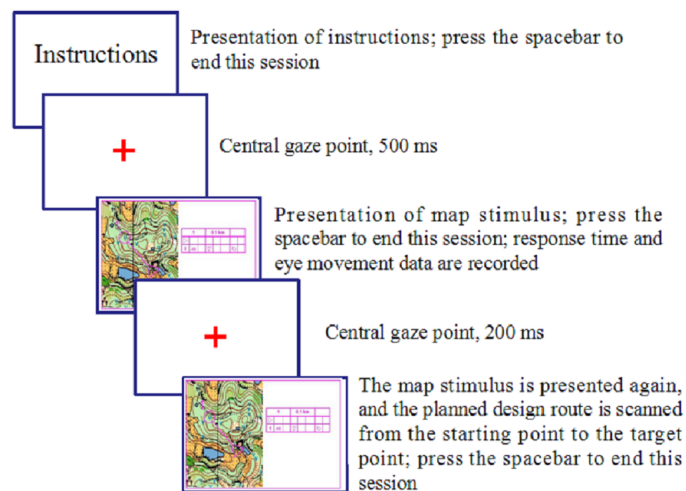 Instructions
Presentation of instructions; press the spacebar to
end this session
Central gaze point, 500 ms
Presentation of map stimulus; press the
spacebar to end this session; response time and
eye movement data are recorded
Central gaze point, 200 ms
The map stimulus is presented again,
and the planned design route is scanned
from the starting point to the target
point; press the spacebar to end this
session